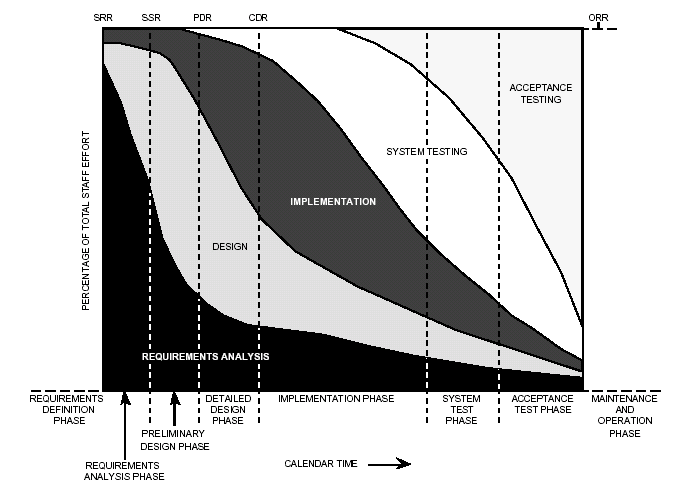 SRR
SSR
PDR
CDR
ORR
ACCEPTANCE
TESTING
SYSTEM TESTING
IMPLEMENTATION
DESIGN
REQUIREMENTS ANALYSIS
PERCENTAGE OF TOTAL STAFF EFFORT
REQUIREMENTS
DEFINITION
PHASE
DETAILED
DESIGN
PHASE
IMPLEMENTATION PHASE
SYSTEM
TEST
PHASE
ACCEPTANCE
TEST PHASE
MAINTENANCE
AND
OPERATION
PHASE
PRELIMINARY
DESIGN PHASE
REQUIREMENTS
ANALYSIS PHASE
CALENDAR TIME